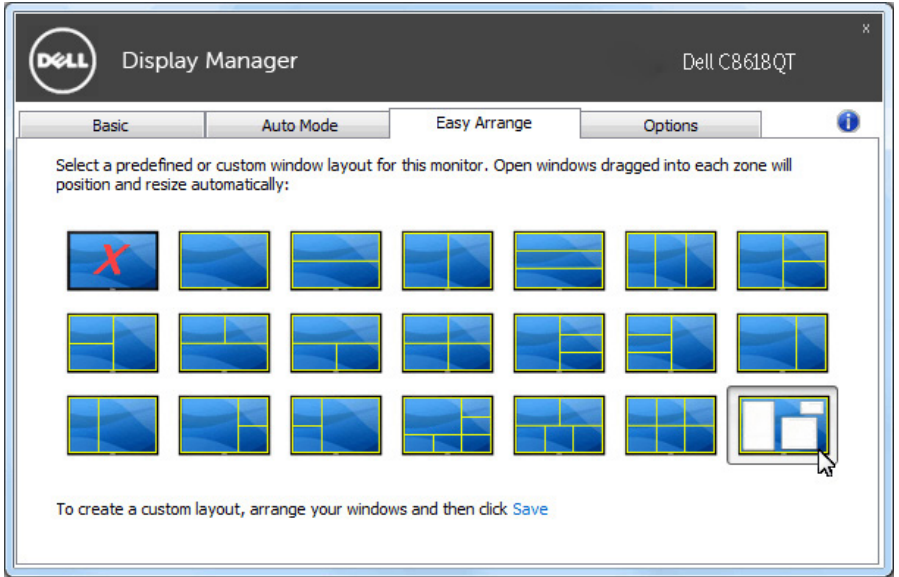 DELL
Display Manager
Dell C8618QT
x
Basic
Auto Mode
Easy Arrange
Options
i
Select a predefined or custom window layout for this monitor. Open windows dragged into each zone will
position and resize automatically:
X
To create a custom layout, arrange your windows and then click Save